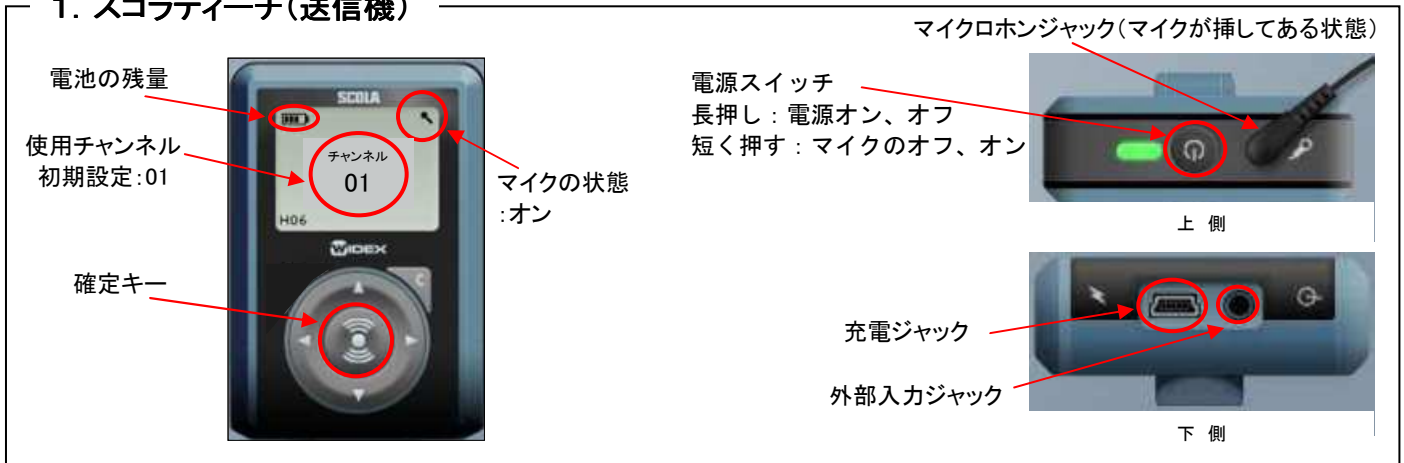 1. スコラティーナ(送信機)
電池の残量
使用チャンネル
初期設定:01
確定キー
SCOLA
チャンネル
01
H06
WIDEX
C
マイクの状態
:オン
マイクロホンジャック(マイクが挿してある状態)
電源スイッチ
長押し:電源オン、オフ
短く押す:マイクのオフ、オン
上 側
充電ジャック
外部入力ジャック
下 側